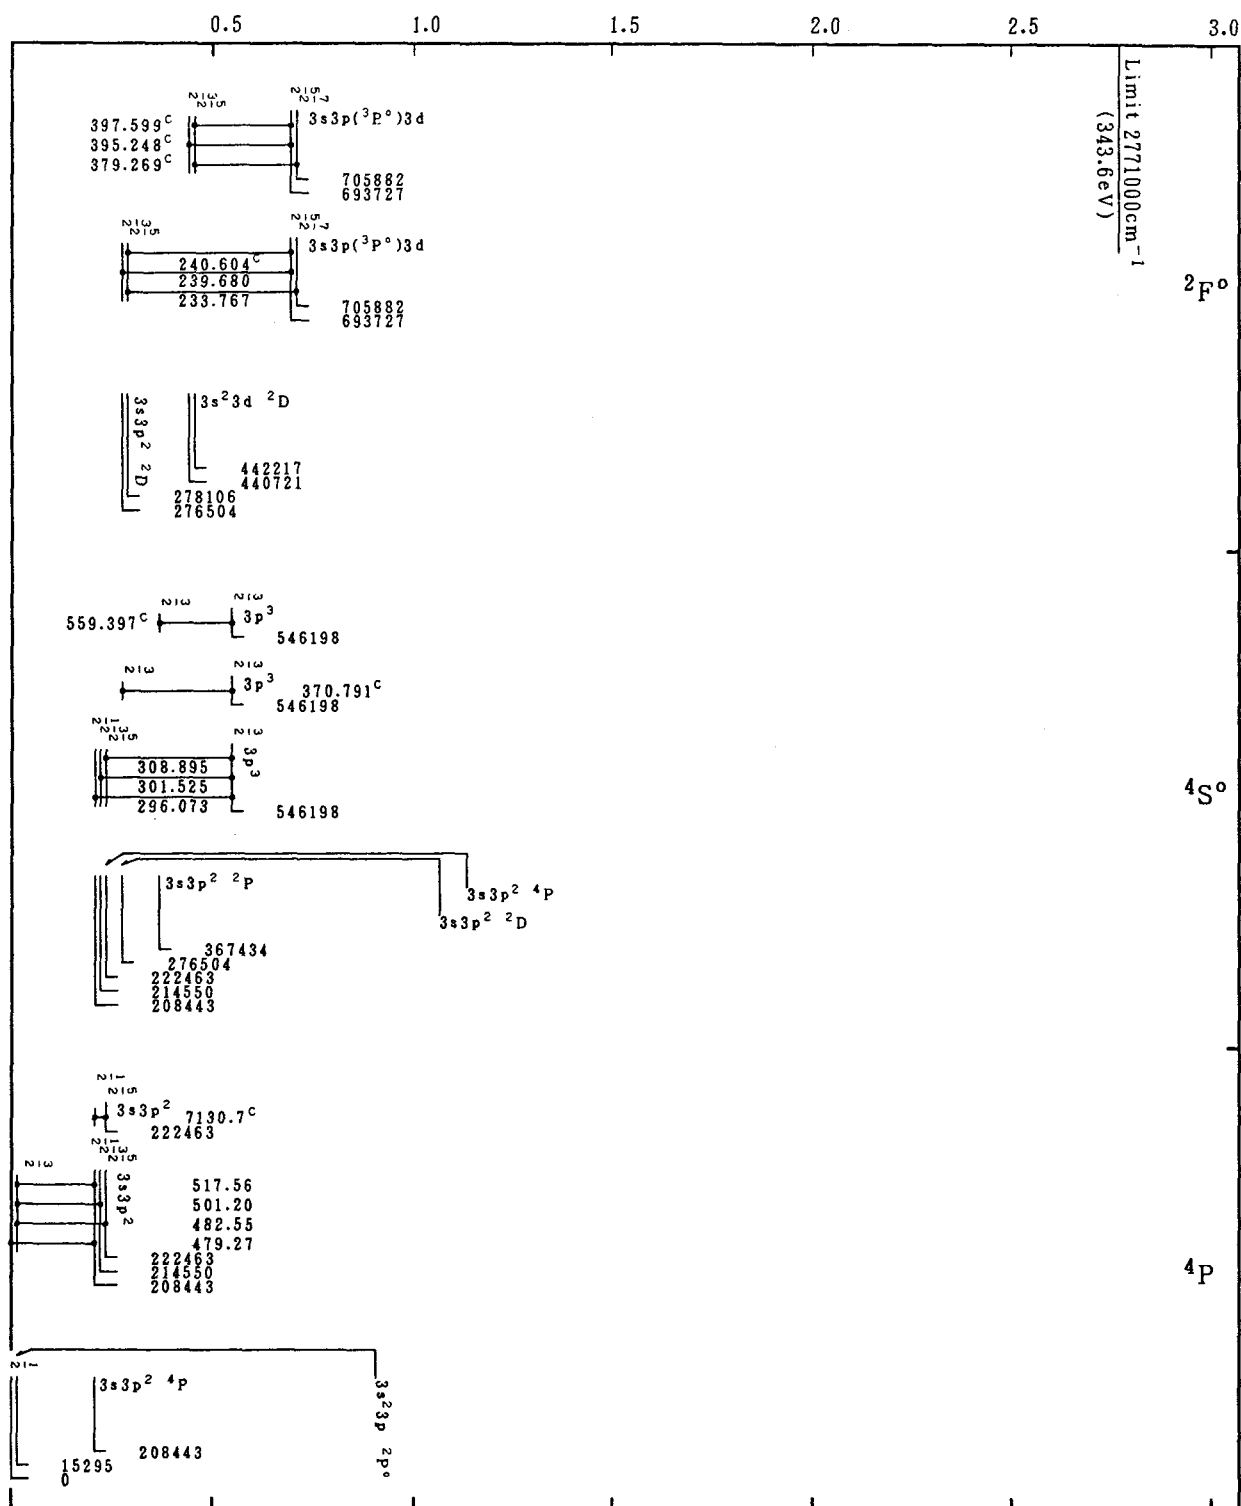 0.5 1.0 1.5 2.0 2.5 3.0
Limit 2771000cm⁻¹
(343.6eV)
3/2 5/2
5/2 7/2
3s3p(³P°)3d
397.599ᶜ
395.248ᶜ
379.269ᶜ
705882
693727
3/2 5/2
5/2 7/2
3s3p(³P°)3d
240.604ᶜ
239.680
233.767
705882
693727
²F°
3s3p² ²D
3s²3d ²D
442217
440721
278106
276504
3/2
3/2
3p³
559.397ᶜ
546198
3/2
3/2
3p³
370.791ᶜ
546198
1/2 3/2 5/2
3/2
3p³
308.895
301.525
296.073
546198
⁴S°
3s3p² ²P
3s3p² ⁴P
3s3p² ²D
367434
276504
222463
214550
208443
1/2
5/2
3s3p²
7130.7ᶜ
222463
3/2
1/2 3/2 5/2
3s3p²
517.56
501.20
482.55
479.27
222463
214550
208443
⁴P
1/2
3s3p² ⁴P
3s²3p ²P°
208443
15295
0